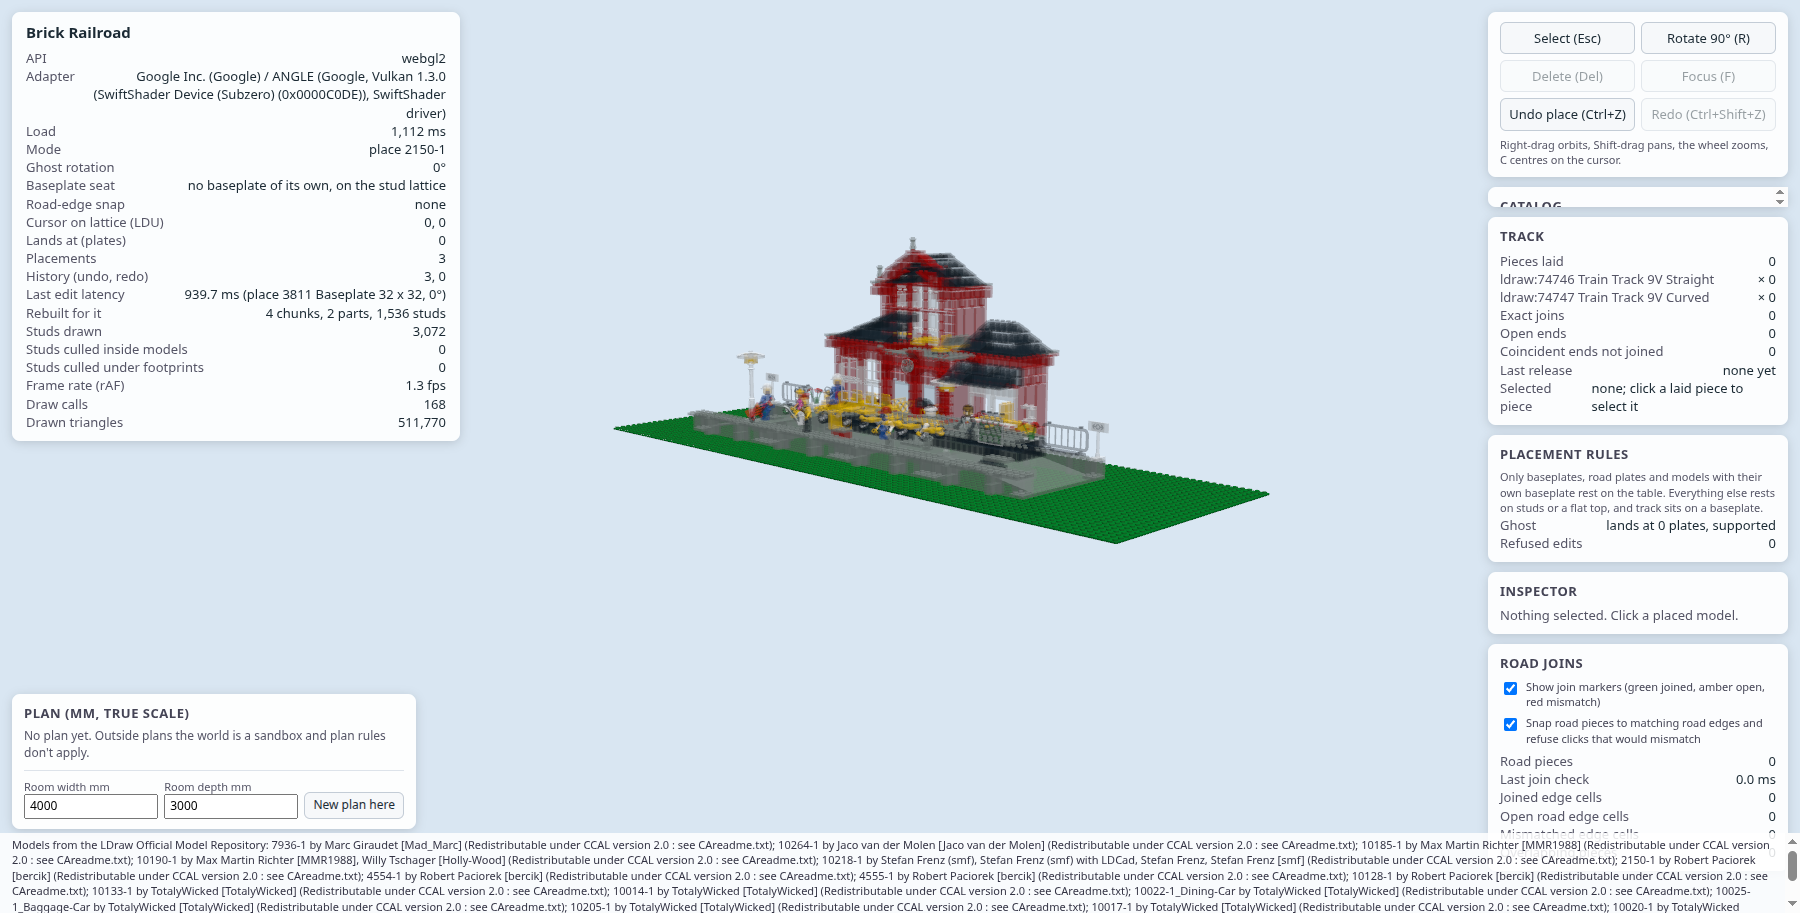 Brick Railroad
API webgl2
Adapter Google Inc. (Google) / ANGLE (Google, Vulkan 1.3.0
(SwiftShader Device (Subzero) (0x0000C0DE)), SwiftShader
driver)
Load 1,112 ms
Mode place 2150-1
Ghost rotation 0°
Baseplate seat no baseplate of its own, on the stud lattice
Road-edge snap none
Cursor on lattice (LDU) 0, 0
Lands at (plates) 0
Placements 3
History (undo, redo) 3, 0
Last edit latency 939.7 ms (place 3811 Baseplate 32 x 32, 0°)
Rebuilt for it 4 chunks, 2 parts, 1,536 studs
Studs drawn 3,072
Studs culled inside models 0
Studs culled under footprints 0
Frame rate (rAF) 1.3 fps
Draw calls 168
Drawn triangles 511,770
PLAN (MM, TRUE SCALE)
No plan yet. Outside plans the world is a sandbox and plan rules
don't apply.
Room width mm Room depth mm
4000 3000 New plan here
Select (Esc) Rotate 90° (R)
Delete (Del) Focus (F)
Undo place (Ctrl+Z) Redo (Ctrl+Shift+Z)
Right-drag orbits, Shift-drag pans, the wheel zooms,
C centres on the cursor.
CATALOG
TRACK
Pieces laid 0
ldraw:74746 Train Track 9V Straight × 0
ldraw:74747 Train Track 9V Curved × 0
Exact joins 0
Open ends 0
Coincident ends not joined 0
Last release none yet
Selected none; click a laid piece to
piece select it
PLACEMENT RULES
Only baseplates, road plates and models with their
own baseplate rest on the table. Everything else rests
on studs or a flat top, and track sits on a baseplate.
Ghost lands at 0 plates, supported
Refused edits 0
INSPECTOR
Nothing selected. Click a placed model.
ROAD JOINS
Show join markers (green joined, amber open,
red mismatch)
Snap road pieces to matching road edges and
refuse clicks that would mismatch
Road pieces 0
Last join check 0.0 ms
Joined edge cells 0
Open road edge cells 0
Mismatched edge cells 0
Models from the LDraw Official Model Repository: 7936-1 by Marc Giraudet [Mad_Marc] (Redistributable under CCAL version 2.0 : see CAreadme.txt); 10264-1 by Jaco van der Molen [Jaco van der Molen] (Redistributable under CCAL version 2.0 : see CAreadme.txt); 10185-1 by Max Martin Richter [MMR1988] (Redistributable under CCAL version
2.0 : see CAreadme.txt); 10190-1 by Max Martin Richter [MMR1988], Willy Tschager [Holly-Wood] (Redistributable under CCAL version 2.0 : see CAreadme.txt); 10218-1 by Stefan Frenz (smf), Stefan Frenz (smf) with LDCad, Stefan Frenz, Stefan Frenz [smf] (Redistributable under CCAL version 2.0 : see CAreadme.txt); 2150-1 by Robert Paciorek
[bercik] (Redistributable under CCAL version 2.0 : see CAreadme.txt); 4554-1 by Robert Paciorek [bercik] (Redistributable under CCAL version 2.0 : see CAreadme.txt); 4555-1 by Robert Paciorek [bercik] (Redistributable under CCAL version 2.0 : see CAreadme.txt); 10128-1 by Robert Paciorek [bercik] (Redistributable under CCAL version 2.0 : see
CAreadme.txt); 10133-1 by TotalyWicked [TotalyWicked] (Redistributable under CCAL version 2.0 : see CAreadme.txt); 10014-1 by TotalyWicked [TotalyWicked] (Redistributable under CCAL version 2.0 : see CAreadme.txt); 10022-1_Dining-Car by TotalyWicked [TotalyWicked] (Redistributable under CCAL version 2.0 : see CAreadme.txt); 10025-
1_Baggage-Car by TotalyWicked [TotalyWicked] (Redistributable under CCAL version 2.0 : see CAreadme.txt); 10205-1 by TotalyWicked [TotalyWicked] (Redistributable under CCAL version 2.0 : see CAreadme.txt); 10017-1 by TotalyWicked [TotalyWicked] (Redistributable under CCAL version 2.0 : see CAreadme.txt); 10020-1 by TotalyWicked